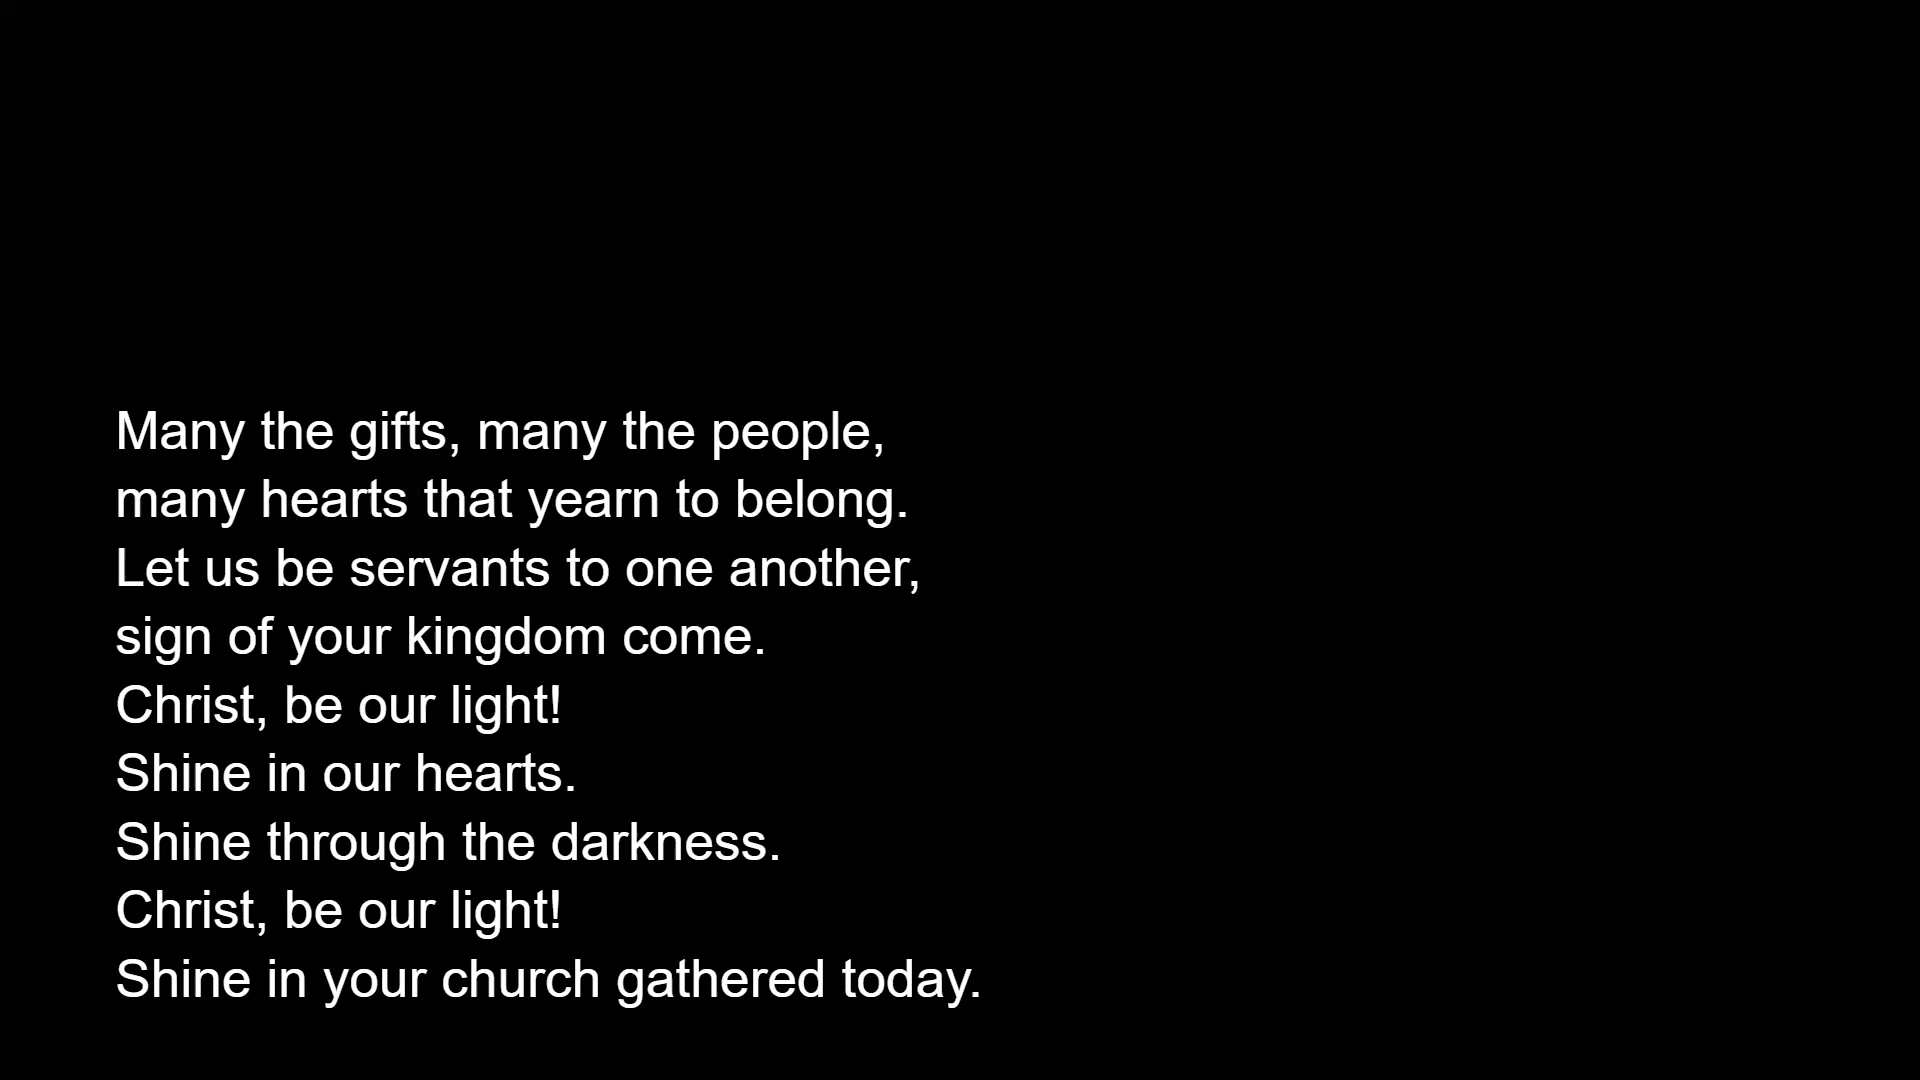 Many the gifts, many the people,
many hearts that yearn to belong.
Let us be servants to one another,
sign of your kingdom come.
Christ, be our light!
Shine in our hearts.
Shine through the darkness.
Christ, be our light!
Shine in your church gathered today.